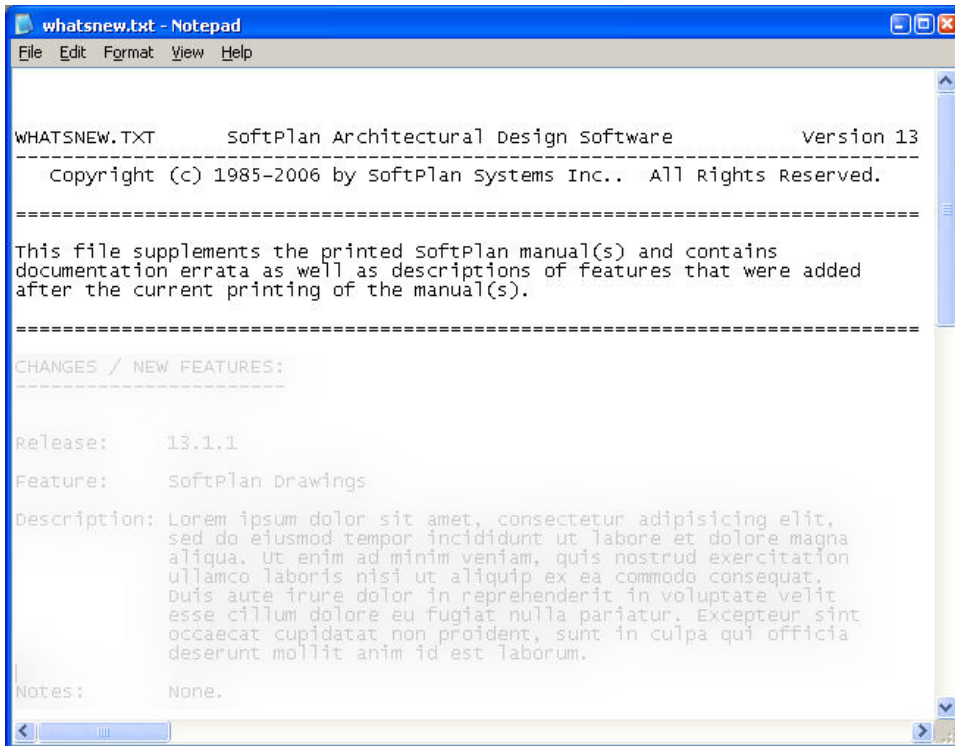 whatsnew.txt - Notepad
File Edit Format View Help
WHATSNEW.TXT SoftPlan Architectural Design Software Version 13
--------------------------------------------------------------------------------
Copyright (c) 1985-2006 by SoftPlan Systems Inc.. All Rights Reserved.
================================================================================
This file supplements the printed SoftPlan manual(s) and contains
documentation errata as well as descriptions of features that were added
after the current printing of the manual(s).
================================================================================
CHANGES / NEW FEATURES:
-----------------------
Release: 13.1.1
Feature: SoftPlan Drawings
Description: Lorem ipsum dolor sit amet, consectetur adipisicing elit,
sed do eiusmod tempor incididunt ut labore et dolore magna
aliqua. Ut enim ad minim veniam, quis nostrud exercitation
ullamco laboris nisi ut aliquip ex ea commodo consequat.
Duis aute irure dolor in reprehenderit in voluptate velit
esse cillum dolore eu fugiat nulla pariatur. Excepteur sint
occaecat cupidatat non proident, sunt in culpa qui officia
deserunt mollit anim id est laborum.
Notes: None.